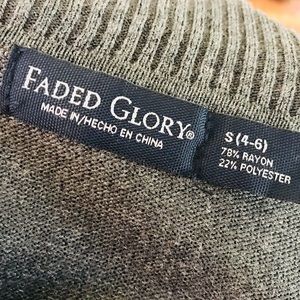 FADED GLORY®
MADE IN/HECHO EN CHINA
S (4-6)
78% RAYON
22% POLYESTER